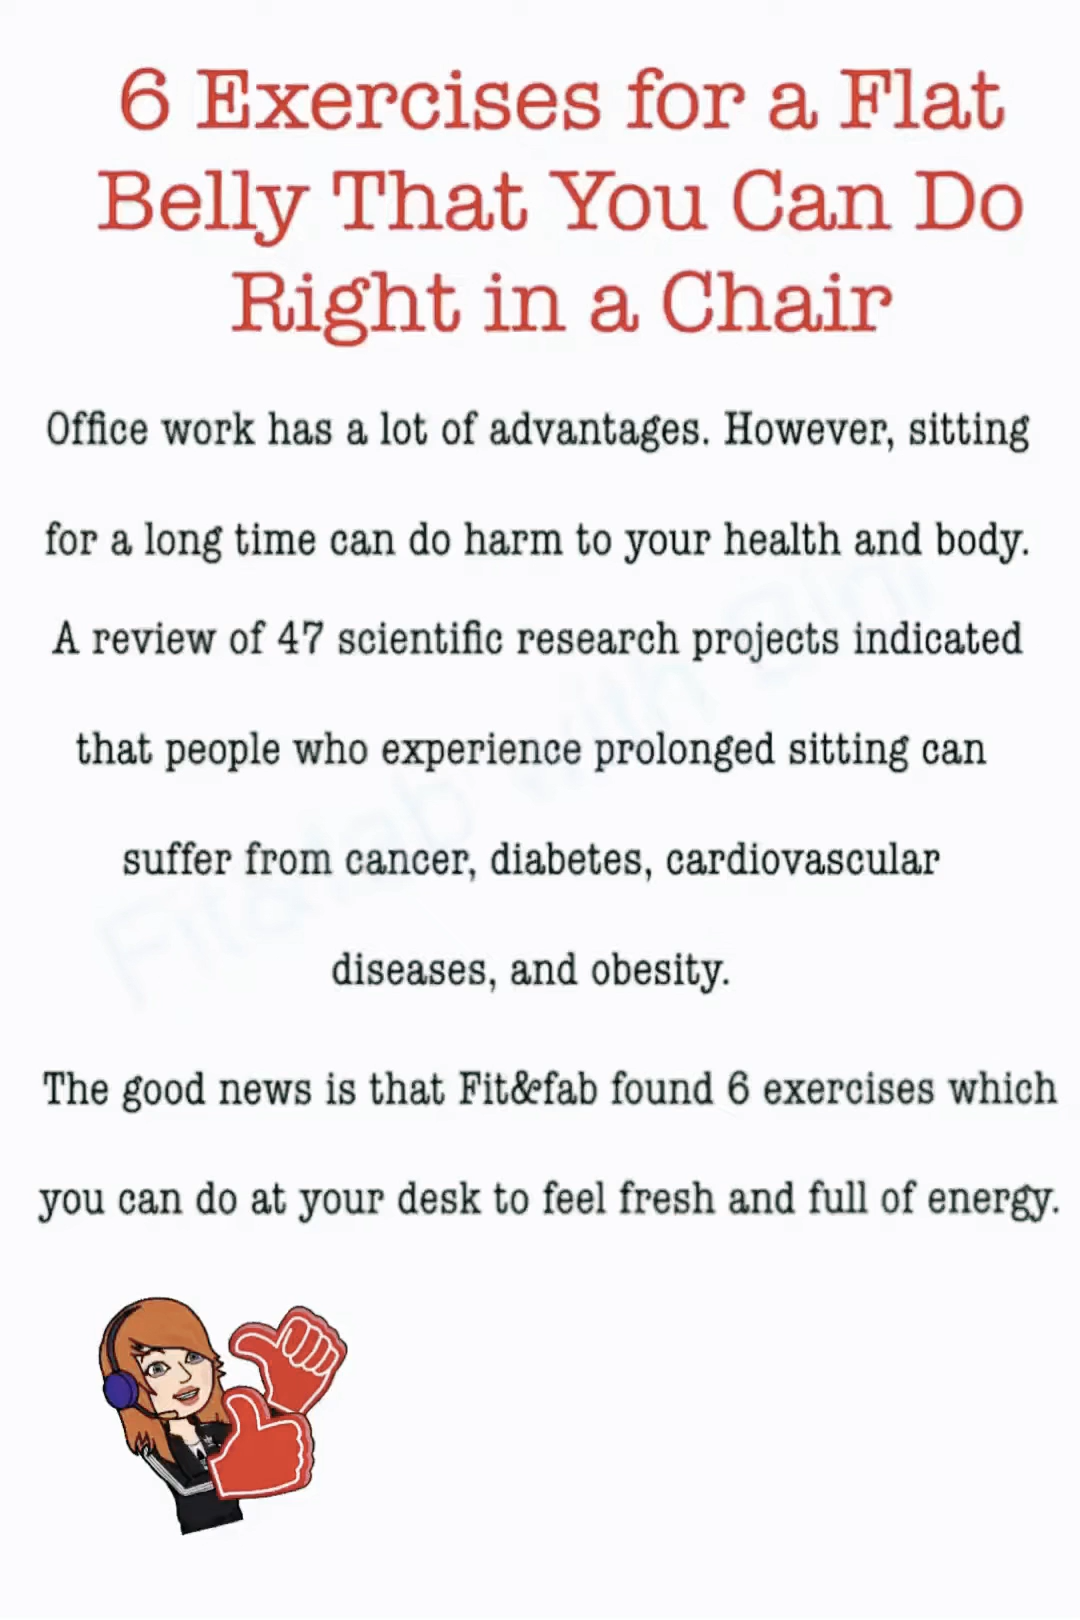 6 Exercises for a Flat
Belly That You Can Do
Right in a Chair
Office work has a lot of advantages. However, sitting
for a long time can do harm to your health and body.
A review of 47 scientific research projects indicated
that people who experience prolonged sitting can
suffer from cancer, diabetes, cardiovascular
diseases, and obesity.
The good news is that Fit&fab found 6 exercises which
you can do at your desk to feel fresh and full of energy.
Fit&fab with